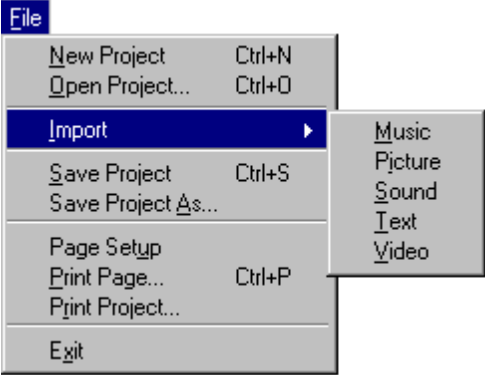 File
New Project Ctrl+N
Open Project... Ctrl+O
Import
Music
Picture
Sound
Text
Video
Save Project Ctrl+S
Save Project As...
Page Setup
Print Page... Ctrl+P
Print Project...
Exit